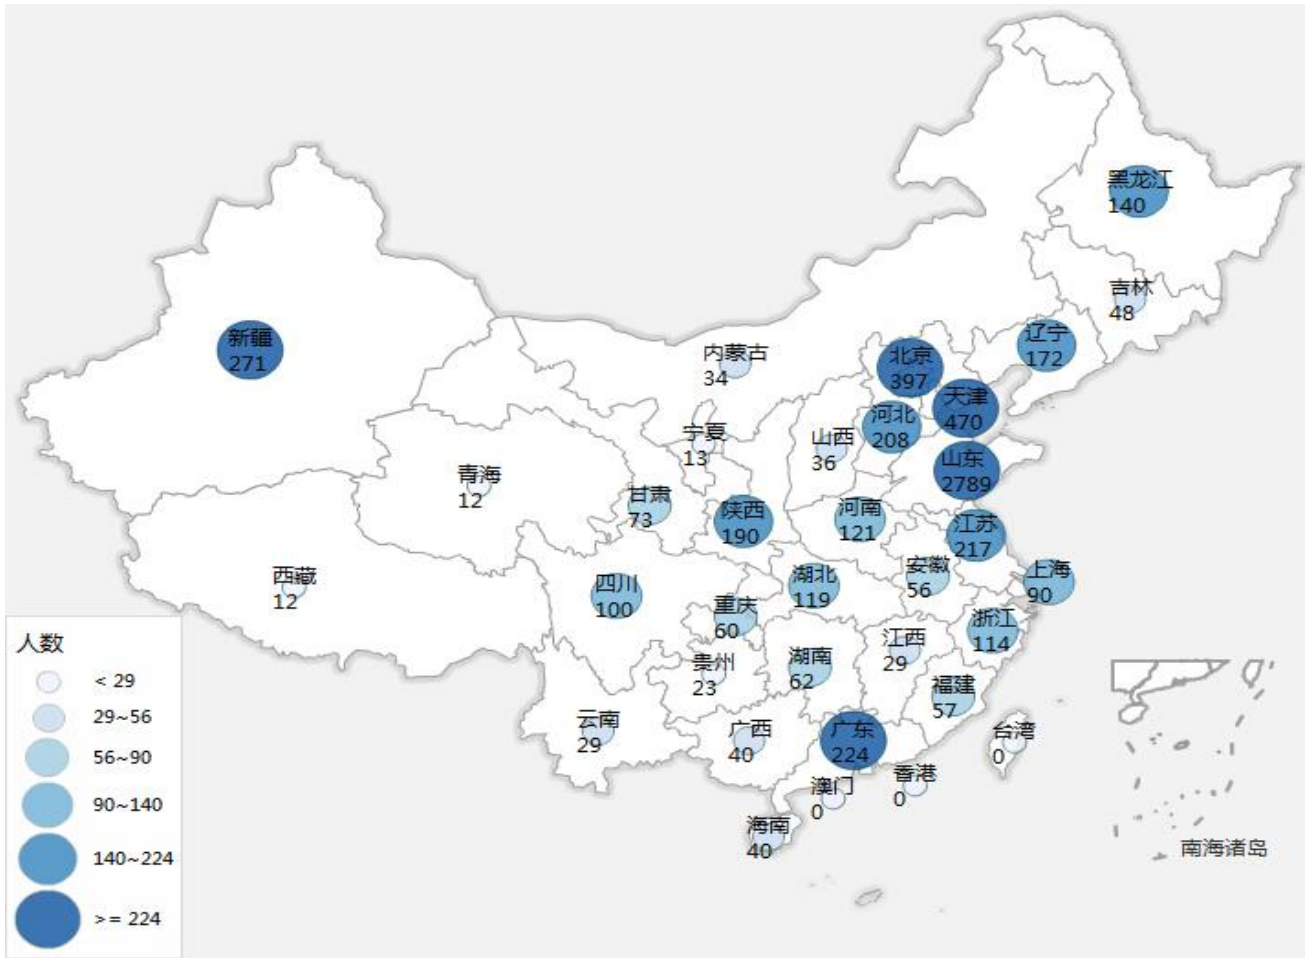 黑龙江
140
吉林
48
新疆
271
辽宁
172
内蒙古
34
北京
397
天津
470
河北
208
宁夏
13
山西
36
山东
2789
青海
12
甘肃
73
陕西
190
河南
121
江苏
217
西藏
12
四川
100
湖北
119
安徽
56
上海
90
重庆
60
浙江
114
江西
29
贵州
23
湖南
62
福建
57
云南
29
广西
40
广东
224
台湾
0
澳门
0
香港
0
海南
40
南海诸岛
人数
< 29
29~56
56~90
90~140
140~224
>= 224